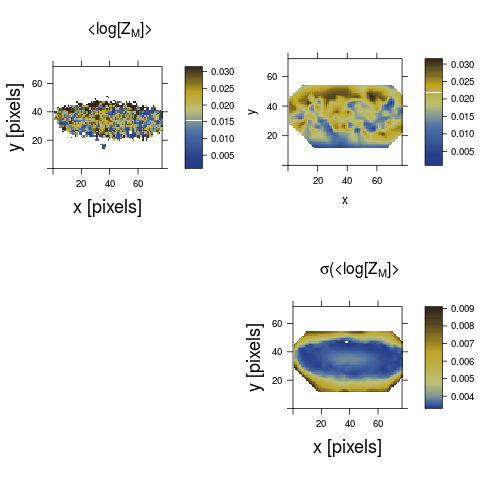 <log[Z_M]>
60
40
20
20 40 60
y [pixels]
x [pixels]
0.030
0.025
0.020
0.015
0.010
0.005
60
40
20
20 40 60
y
x
0.030
0.025
0.020
0.015
0.010
0.005
σ(<log[Z_M]>
60
40
20
20 40 60
y [pixels]
x [pixels]
0.009
0.008
0.007
0.006
0.005
0.004